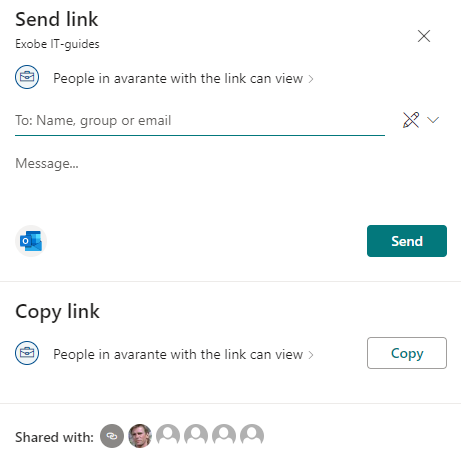 Send link
Exobe IT-guides
People in avarante with the link can view
To: Name, group or email
Message...
Send
Copy link
People in avarante with the link can view
Copy
Shared with: